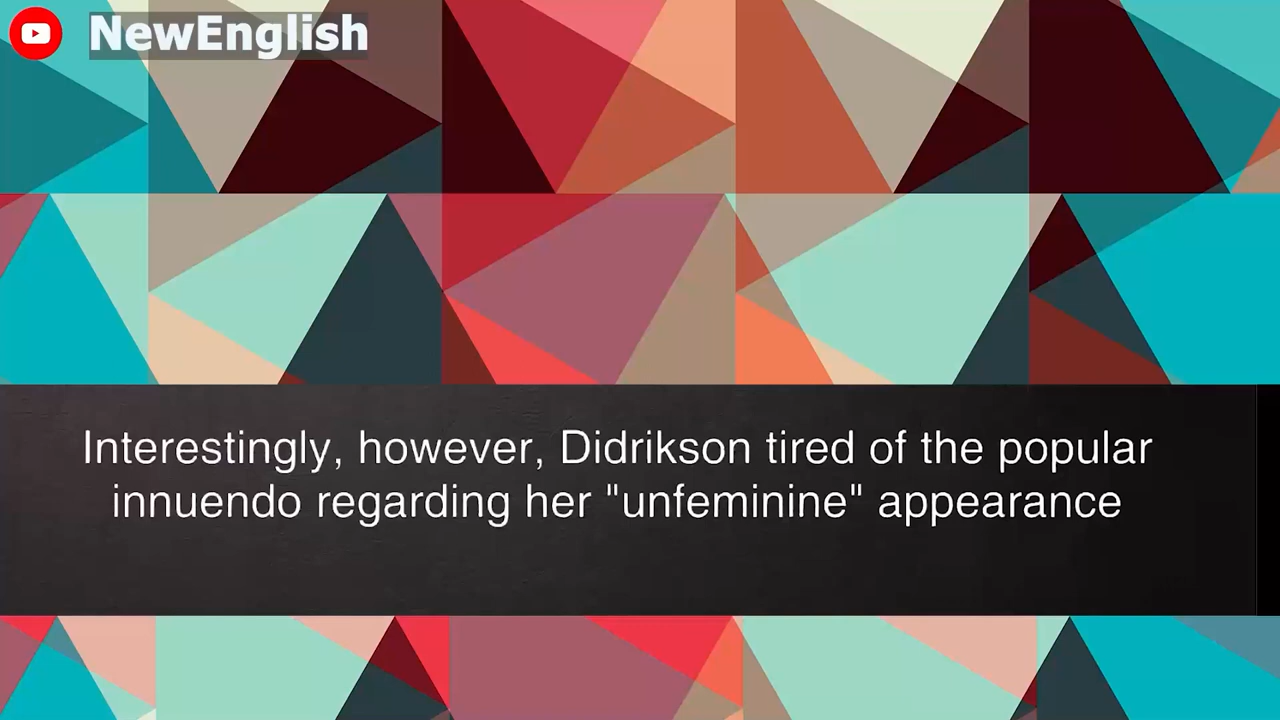 NewEnglish
Interestingly, however, Didrikson tired of the popular
innuendo regarding her "unfeminine" appearance